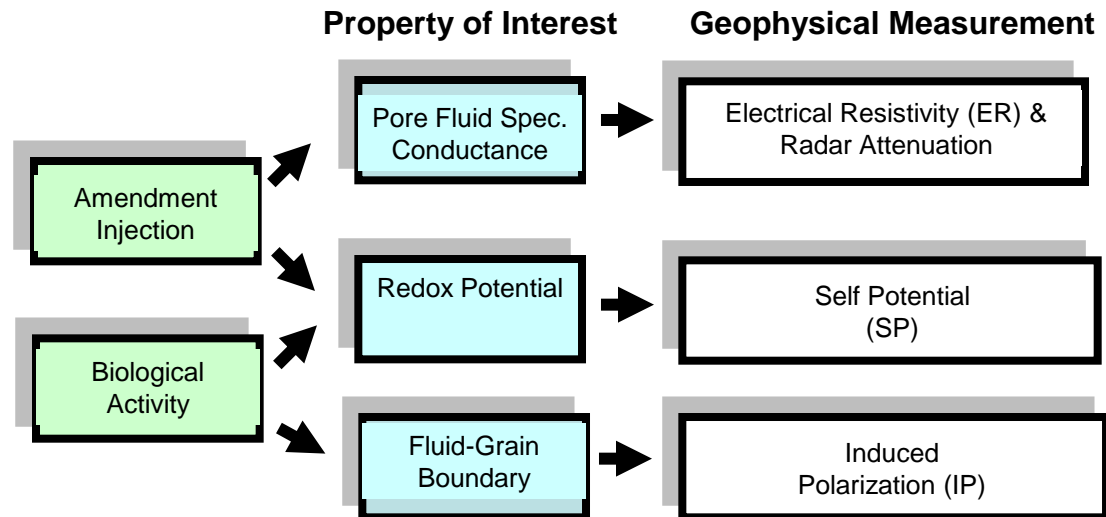 Property of Interest
Geophysical Measurement
Amendment
Injection
Biological
Activity
Pore Fluid Spec.
Conductance
Redox Potential
Fluid-Grain
Boundary
Electrical Resistivity (ER) &
Radar Attenuation
Self Potential
(SP)
Induced
Polarization (IP)